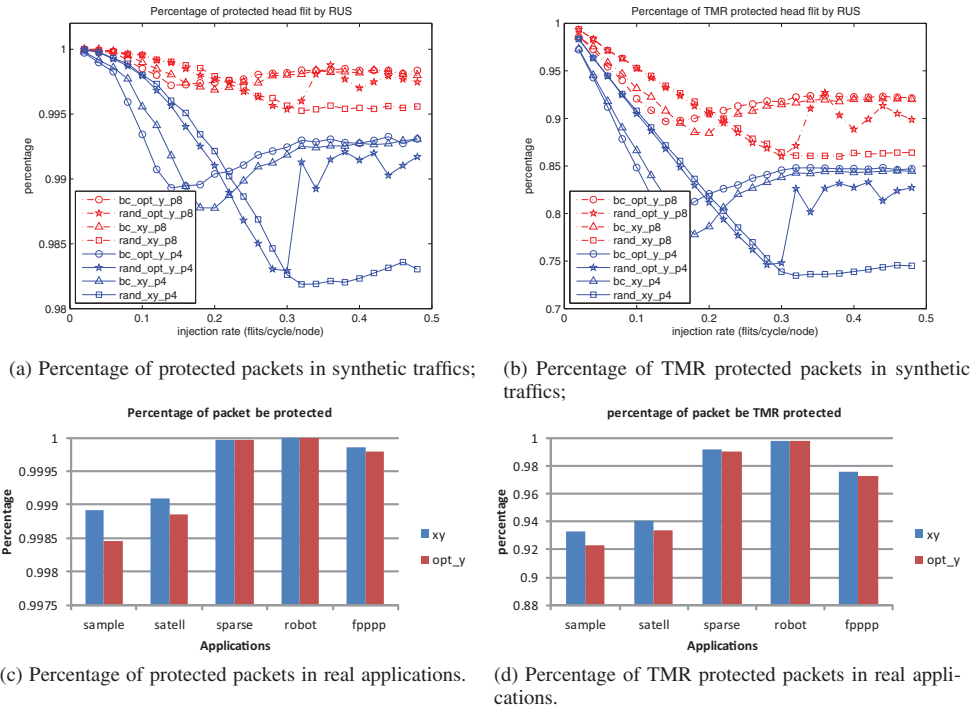 Percentage of protected head flit by RUS
1
0.995
0.99
0.985
0.98
percentage
bc_opt_y_p8
rand_opt_y_p8
bc_xy_p8
rand_xy_p8
bc_opt_y_p4
rand_opt_y_p4
bc_xy_p4
rand_xy_p4
0 0.1 0.2 0.3 0.4 0.5
injection rate (flits/cycle/node)
(a) Percentage of protected packets in synthetic traffics;
Percentage of TMR protected head flit by RUS
1
0.95
0.9
0.85
0.8
0.75
0.7
percentage
bc_opt_y_p8
rand_opt_y_p8
bc_xy_p8
rand_xy_p8
bc_opt_y_p4
rand_opt_y_p4
bc_xy_p4
rand_xy_p4
0 0.1 0.2 0.3 0.4 0.5
injection rate (flits/cycle/node)
(b) Percentage of TMR protected packets in synthetic
traffics;
Percentage of packet be protected
1
0.9995
0.999
0.9985
0.998
0.9975
Percentage
sample satell sparse robot fpppp
Applications
xy
opt_y
(c) Percentage of protected packets in real applications.
percentage of packet be TMR protected
1
0.98
0.96
0.94
0.92
0.9
0.88
Percentage
sample satell sparse robot fpppp
Applications
xy
opt_y
(d) Percentage of TMR protected packets in real appli-
cations.